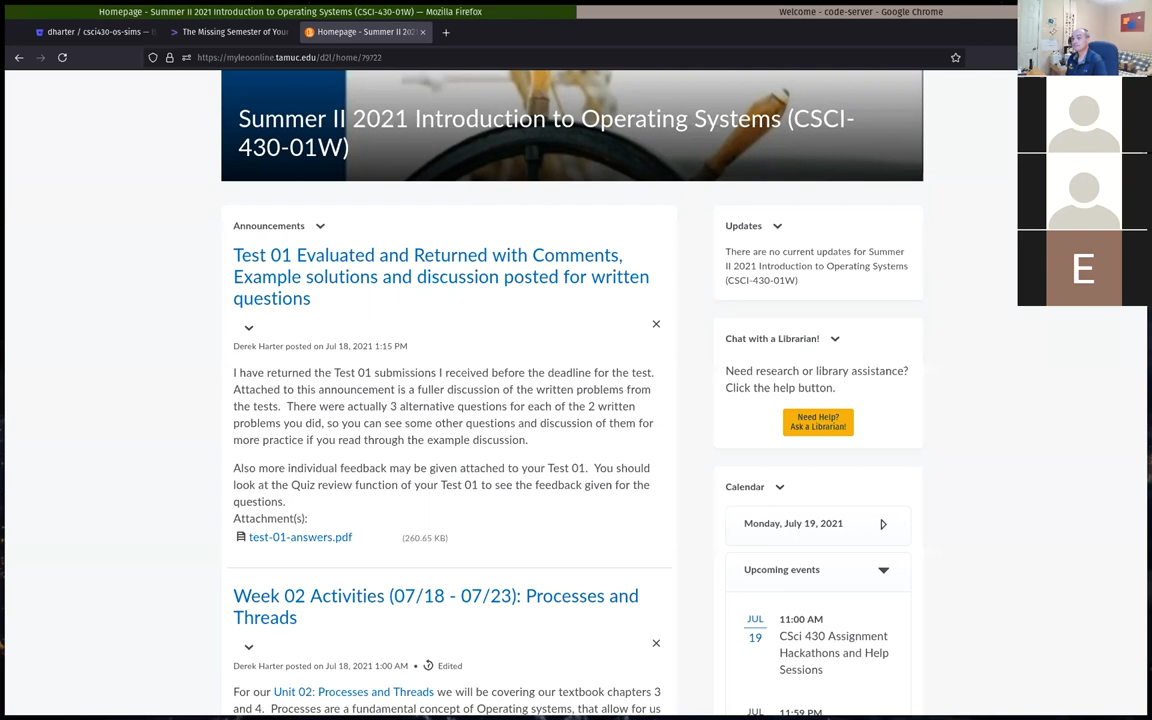 Homepage - Summer II 2021 Introduction to Operating Systems (CSCI-430-01W) — Mozilla Firefox
Welcome - code-server - Google Chrome
dharter / csci430-os-sims —
The Missing Semester of You
Homepage - Summer II 202
https://myleoonline.tamuc.edu/d2l/home/79722
Summer II 2021 Introduction to Operating Systems (CSCI-
430-01W)
Announcements
Test 01 Evaluated and Returned with Comments,
Example solutions and discussion posted for written
questions
Derek Harter posted on Jul 18, 2021 1:15 PM
I have returned the Test 01 submissions I received before the deadline for the test.
Attached to this announcement is a fuller discussion of the written problems from
the tests. There were actually 3 alternative questions for each of the 2 written
problems you did, so you can see some other questions and discussion of them for
more practice if you read through the example discussion.
Also more individual feedback may be given attached to your Test 01. You should
look at the Quiz review function of your Test 01 to see the feedback given for the
questions.
Attachment(s):
test-01-answers.pdf (260.65 KB)
Week 02 Activities (07/18 - 07/23): Processes and
Threads
Derek Harter posted on Jul 18, 2021 1:00 AM • Edited
For our Unit 02: Processes and Threads we will be covering our textbook chapters 3
and 4. Processes are a fundamental concept of Operating systems, that allow for us
Updates
There are no current updates for Summer
II 2021 Introduction to Operating Systems
(CSCI-430-01W)
Chat with a Librarian!
Need research or library assistance?
Click the help button.
Need Help?
Ask a Librarian!
Calendar
Monday, July 19, 2021
Upcoming events
JUL
19
11:00 AM
CSci 430 Assignment
Hackathons and Help
Sessions
JUL
11:59 PM
E